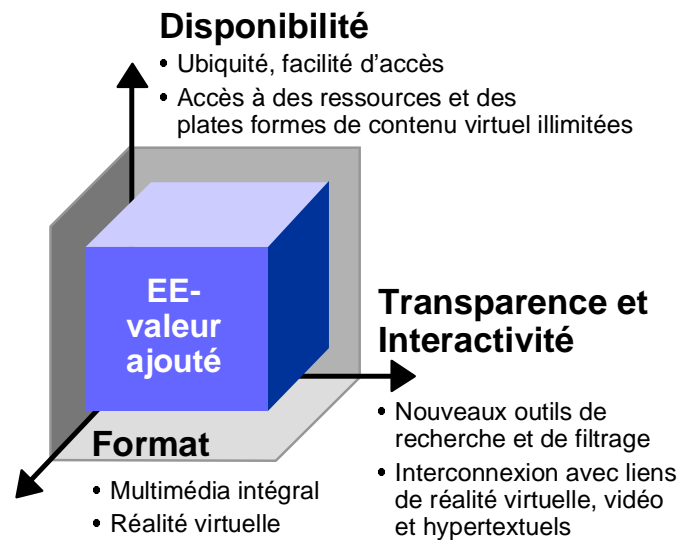 Disponibilité
• Ubiquité, facilité d’accès
• Accès à des ressources et des
plates formes de contenu virtuel illimitées
EE-
valeur
ajouté
Transparence et
Interactivité
• Nouveaux outils de
recherche et de filtrage
• Interconnexion avec liens
de réalité virtuelle, vidéo
et hypertextuels
Format
• Multimédia intégral
• Réalité virtuelle